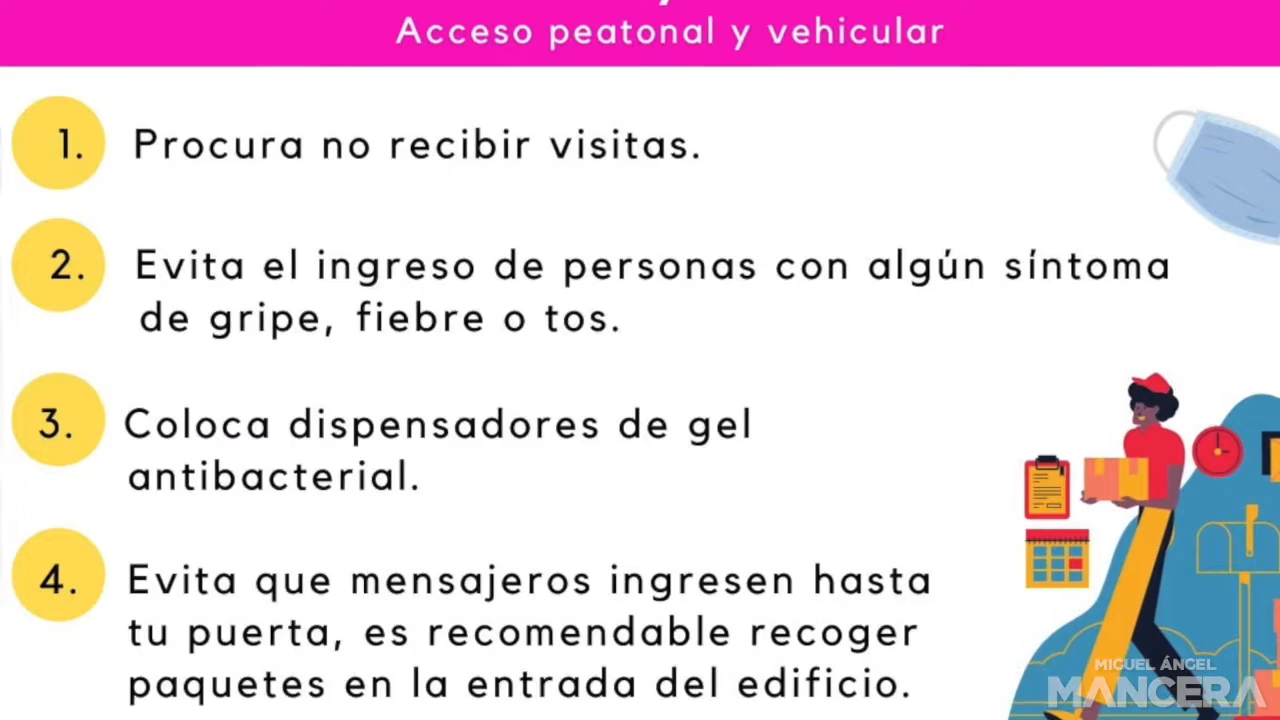 Acceso peatonal y vehicular
1. Procura no recibir visitas.
2. Evita el ingreso de personas con algún síntoma
de gripe, fiebre o tos.
3. Coloca dispensadores de gel
antibacterial.
4. Evita que mensajeros ingresen hasta
tu puerta, es recomendable recoger
paquetes en la entrada del edificio.
MIGUEL ÁNGEL
MANCERA